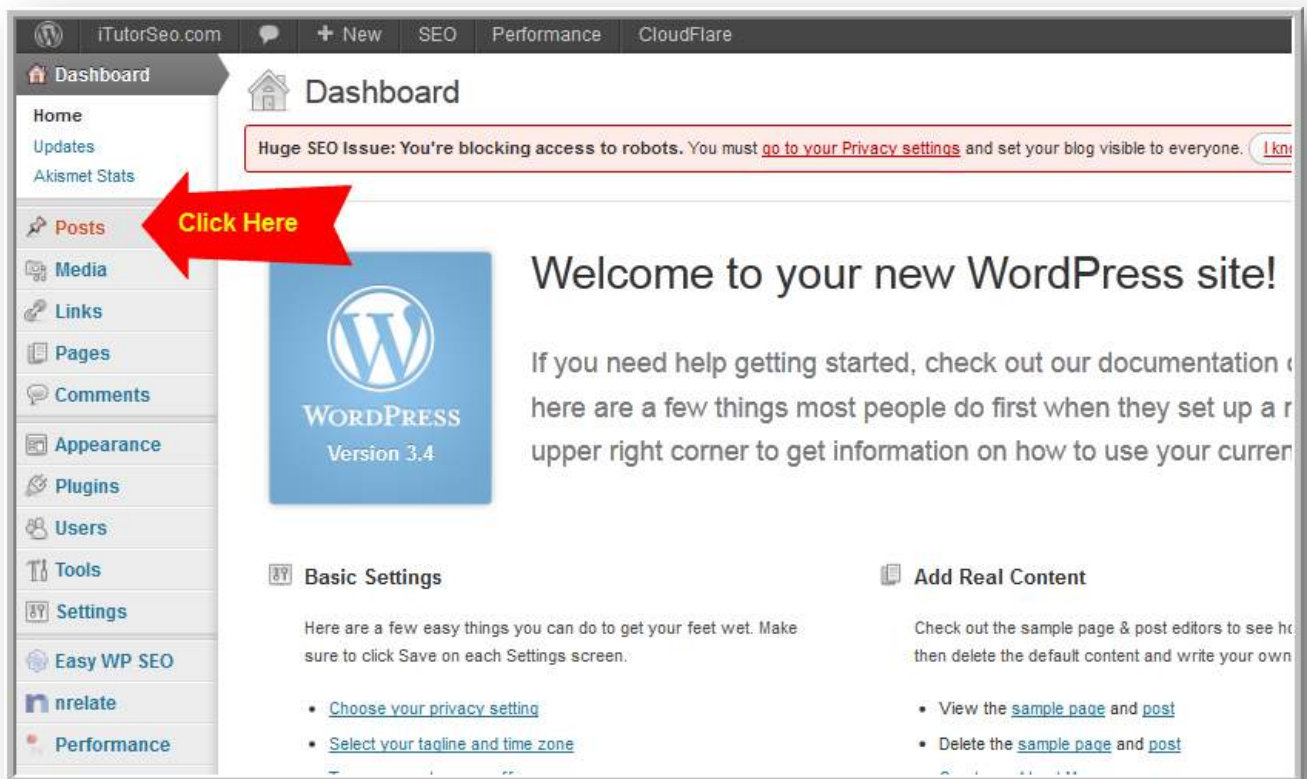 iTutorSeo.com + New SEO Performance CloudFlare
Dashboard
Home
Updates
Akismet Stats
Posts
Media
Links
Pages
Comments
Appearance
Plugins
Users
Tools
Settings
Easy WP SEO
nrelate
Performance
Dashboard
Huge SEO Issue: You're blocking access to robots. You must go to your Privacy settings and set your blog visible to everyone. I
Click Here
WORDPRESS
Version 3.4
Welcome to your new WordPress site!
If you need help getting started, check out our documentation
here are a few things most people do first when they set up a
upper right corner to get information on how to use your
Basic Settings
Here are a few easy things you can do to get your feet wet. Make
sure to click Save on each Settings screen.
• Choose your privacy setting
• Select your tagline and time zone
Add Real Content
Check out the sample page & post editors to see
then delete the default content and write your own
• View the sample page and post
• Delete the sample page and post